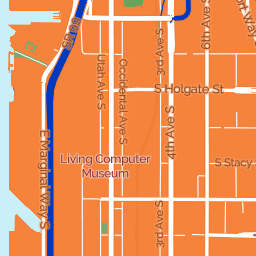 SODO
Utah Ave S
Occidental Ave S
3rd Ave S
6th Ave S
S Holgate St
4th Ave S
E Marginal Way S
Living Computer
Museum
S Stacy
3rd Ave S